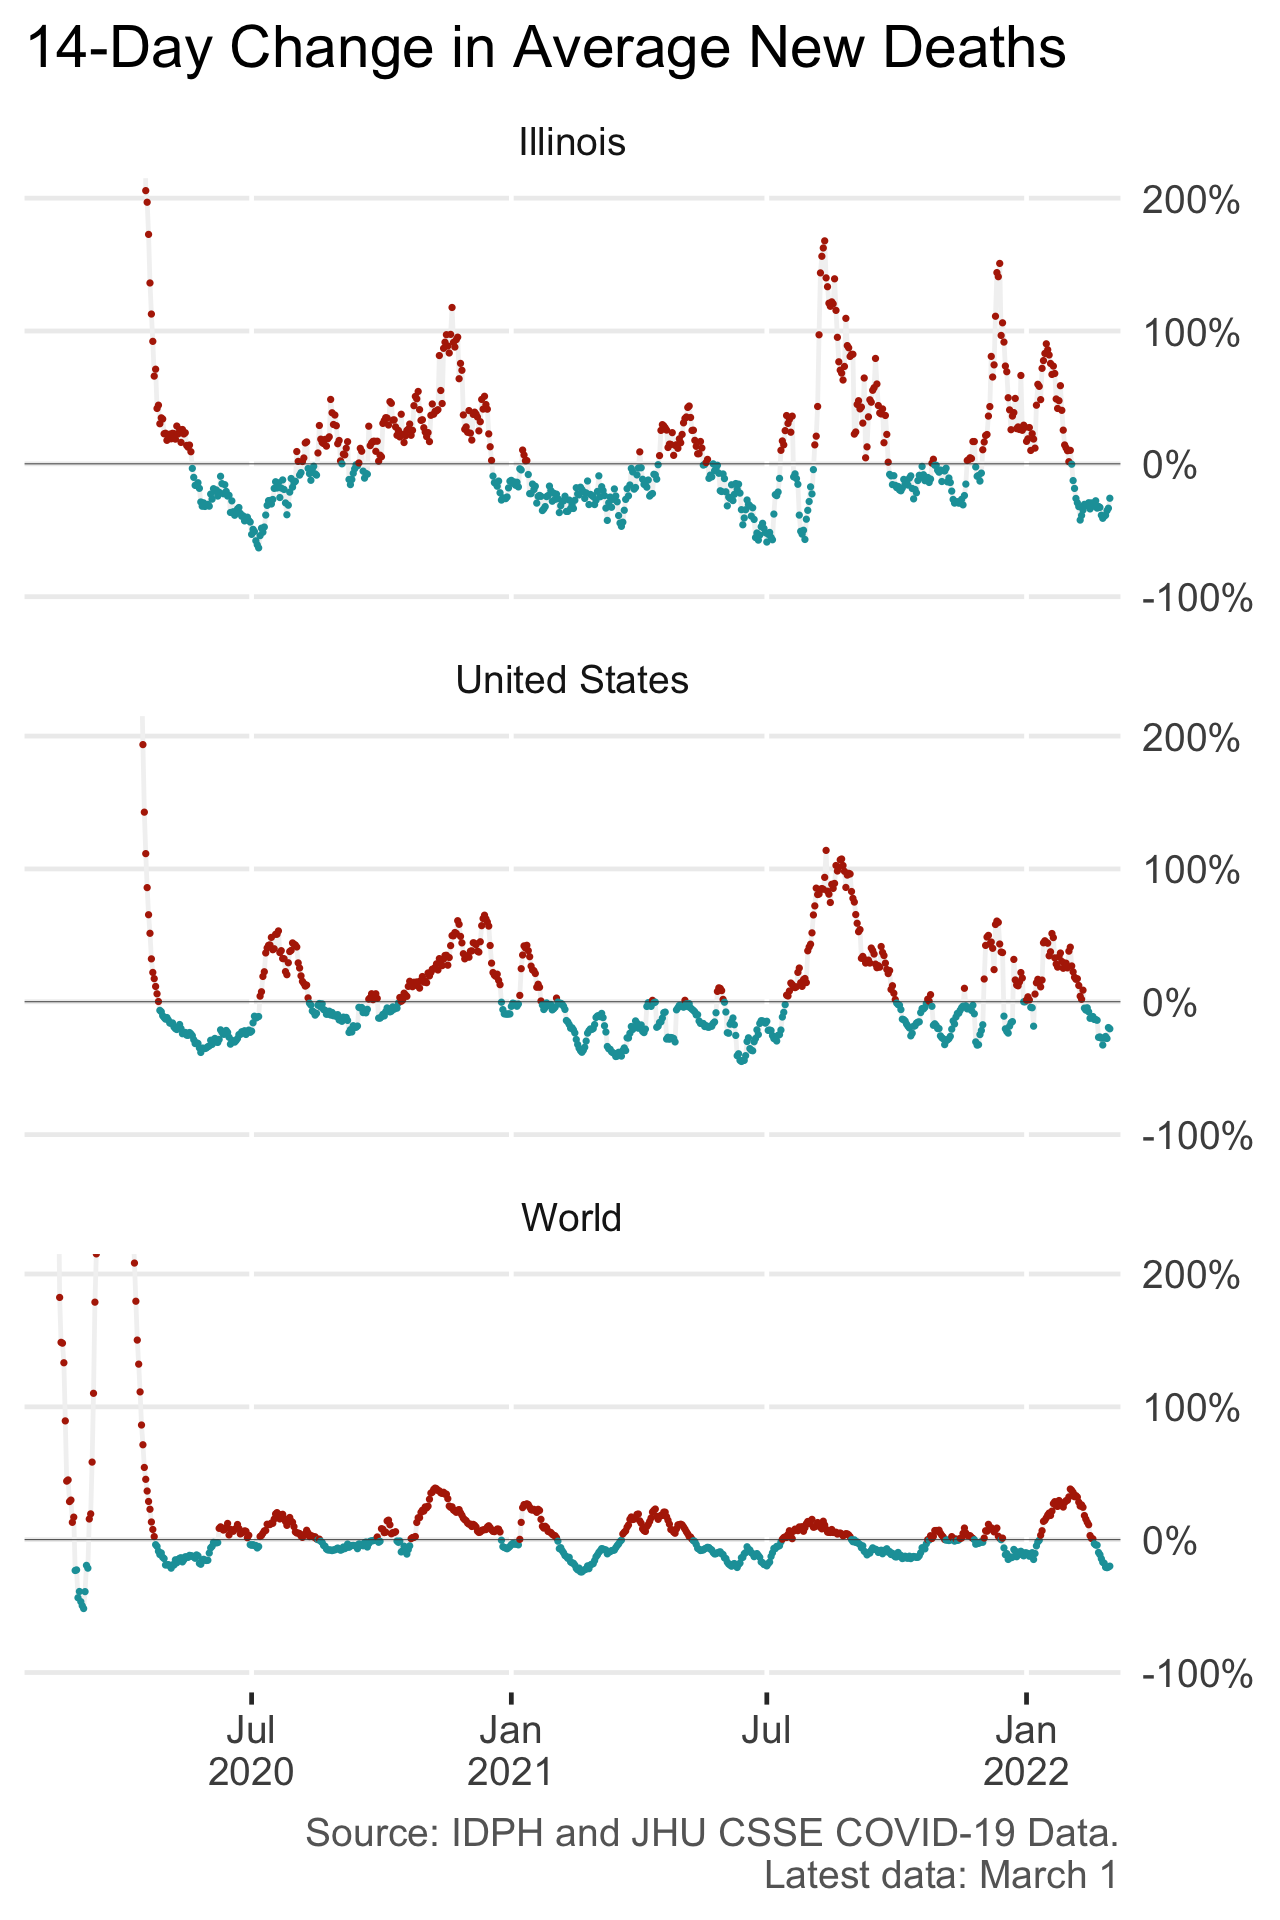 14-Day Change in Average New Deaths
Illinois
200%
100%
0%
-100%
United States
200%
100%
0%
-100%
World
200%
100%
0%
-100%
Jul Jan Jul Jan
2020 2021 2022
Source: IDPH and JHU CSSE COVID-19 Data.
Latest data: March 1